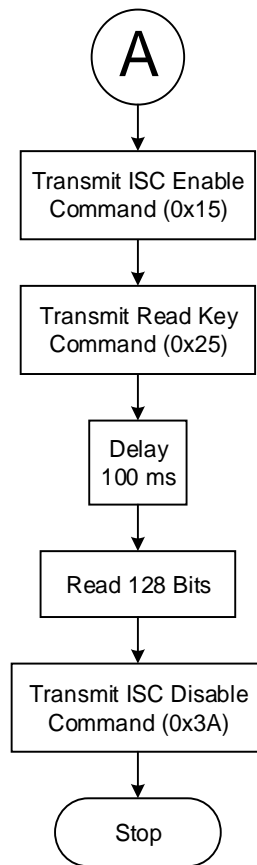 A
Transmit ISC Enable
Command (0x15)
Transmit Read Key
Command (0x25)
Delay
100 ms
Read 128 Bits
Transmit ISC Disable
Command (0x3A)
Stop